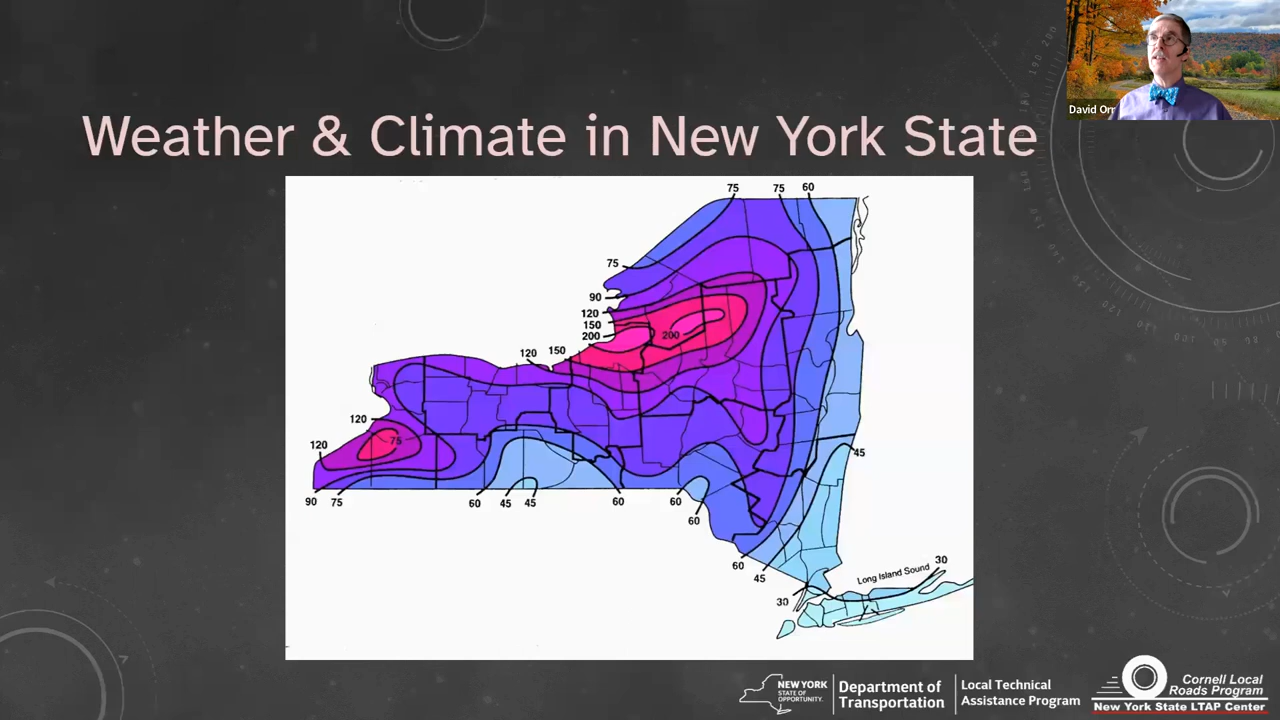 David Orr
Weather & Climate in New York State
75
75
60
75
90
120
150
200
200
120
150
120
75
120
45
90
75
60
45
45
60
60
60
60
45
30
Long Island Sound
30
NEW YORK
STATE OF
OPPORTUNITY.
Department of
Transportation
Local Technical
Assistance Program
Cornell Local
Roads Program
New York State LTAP Center